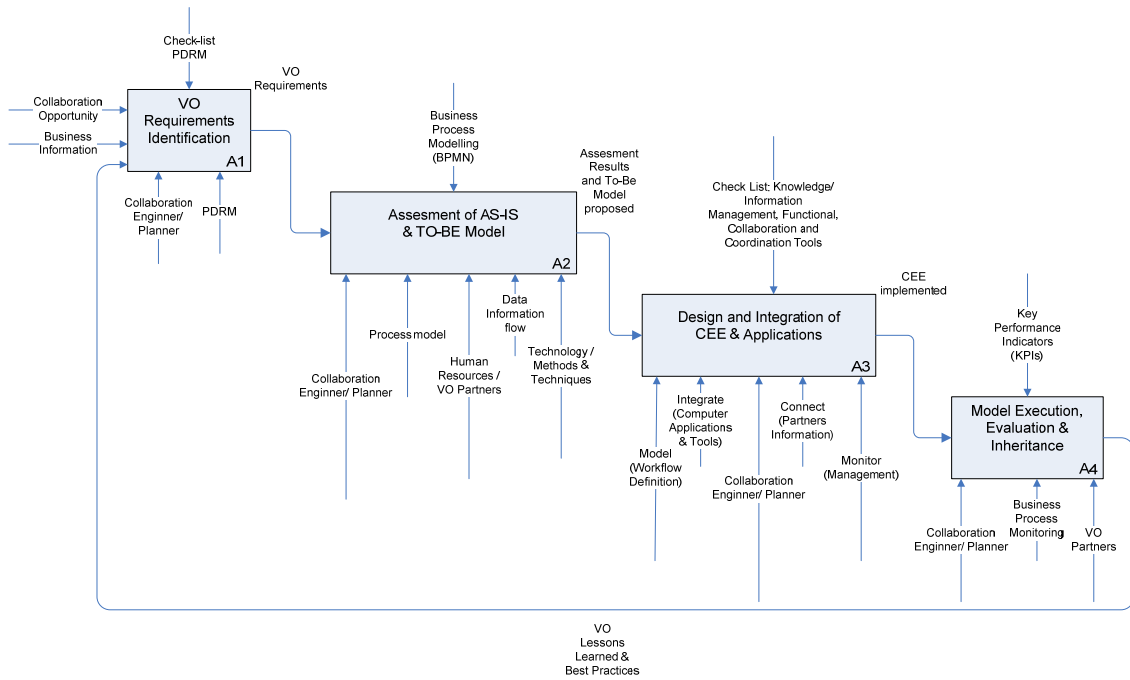 Check-list
PDRM
VO
Requirements
Collaboration
Opportunity
Business
Information
VO
Requirements
Identification
A1
Collaboration
Enginner/
Planner
PDRM
Business
Process
Modelling
(BPMN)
Assesment
Results
and To-Be
Model
proposed
Assesment of AS-IS
& TO-BE Model
A2
Collaboration
Enginner/ Planner
Process model
Human
Resources /
VO Partners
Data
Information
flow
Technology /
Methods &
Techniques
Check List: Knowledge/
Information
Management, Functional,
Collaboration and
Coordination Tools
CEE
implemented
Design and Integration of
CEE & Applications
A3
Model
(Workflow
Definition)
Integrate
(Computer
Applications
& Tools)
Collaboration
Enginner/ Planner
Connect
(Partners
Information)
Monitor
(Management)
Key
Performance
Indicators
(KPIs)
Model Execution,
Evaluation &
Inheritance
A4
Collaboration
Enginner/ Planner
Business
Process
Monitoring
VO
Partners
VO
Lessons
Learned &
Best Practices